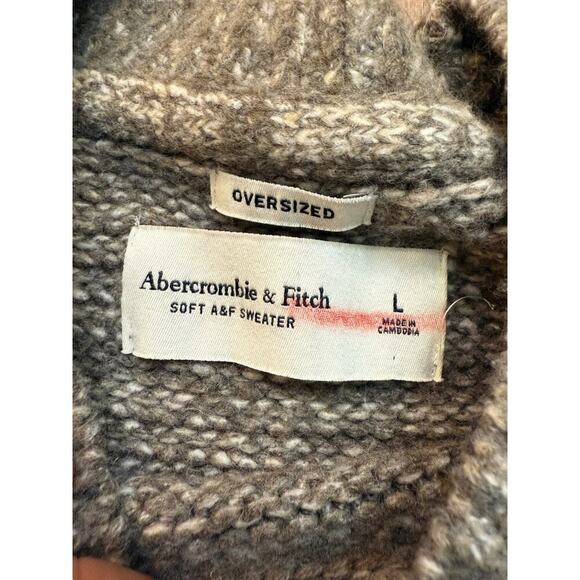 OVERSIZED
Abercrombie & Fitch
SOFT A&F SWEATER
L
MADE IN
CAMBODIA